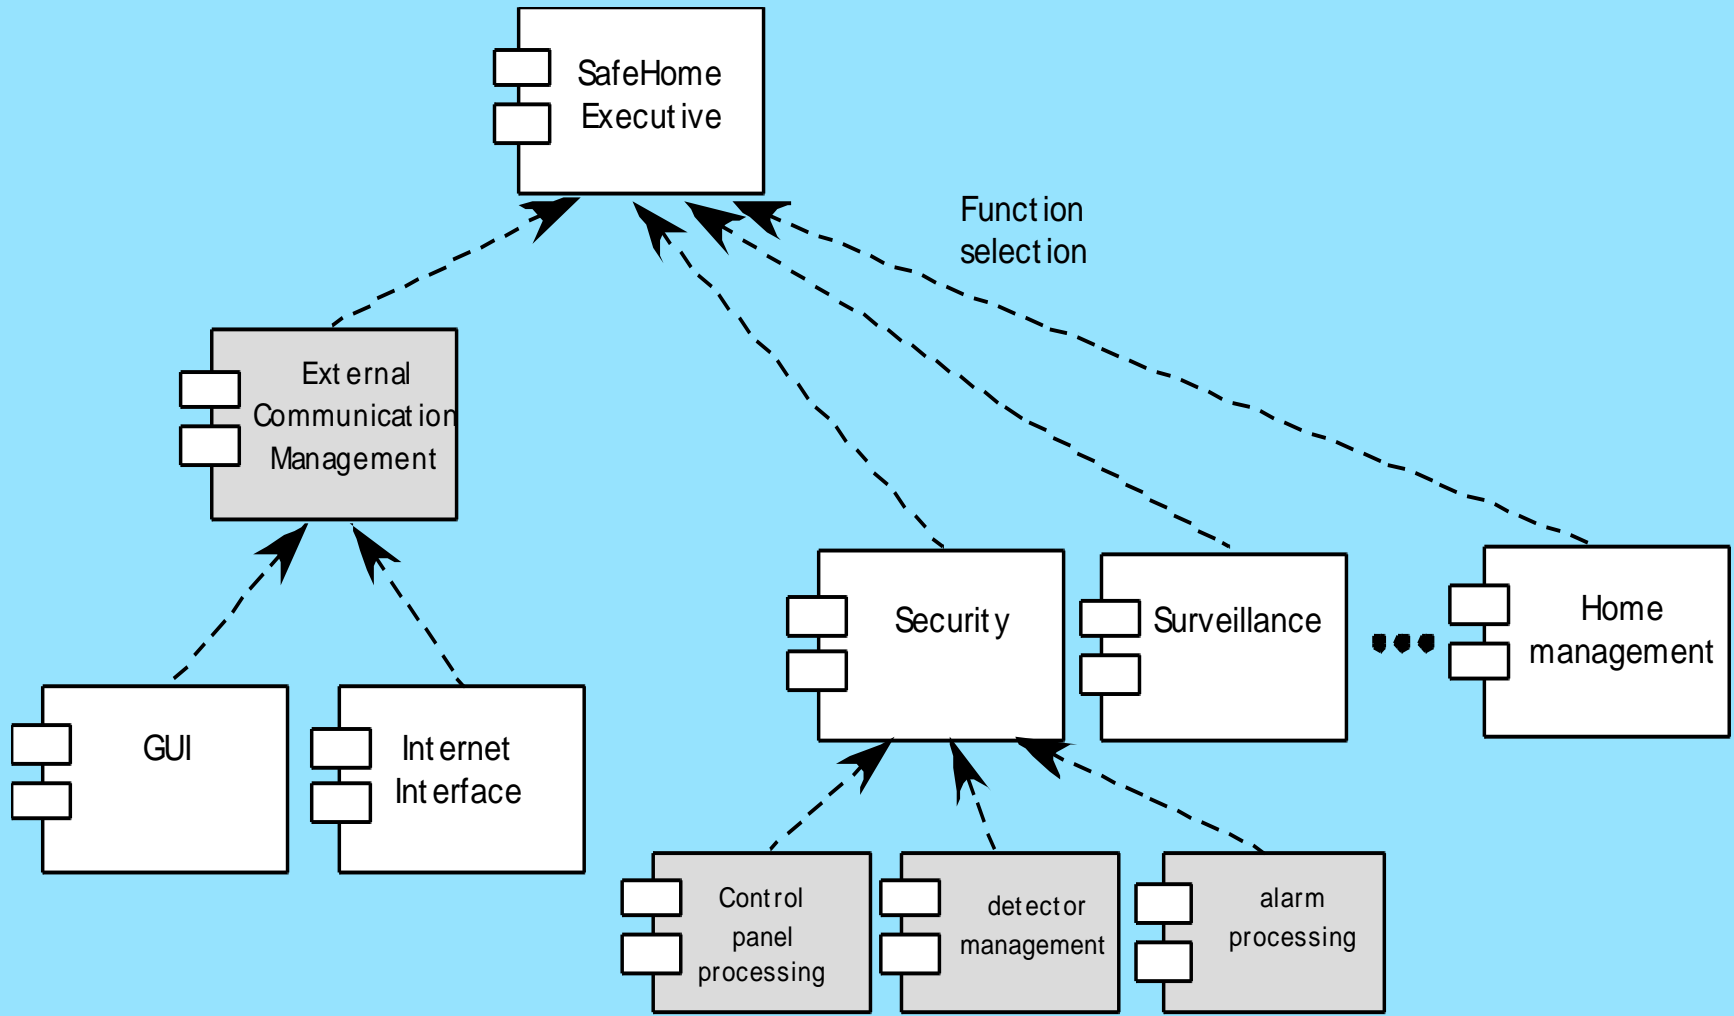 SafeHome
Executive
Function
selection
External
Communication
Management
Security
Surveillance
Home
management
GUI
Internet
Interface
Control
panel
processing
detector
management
alarm
processing